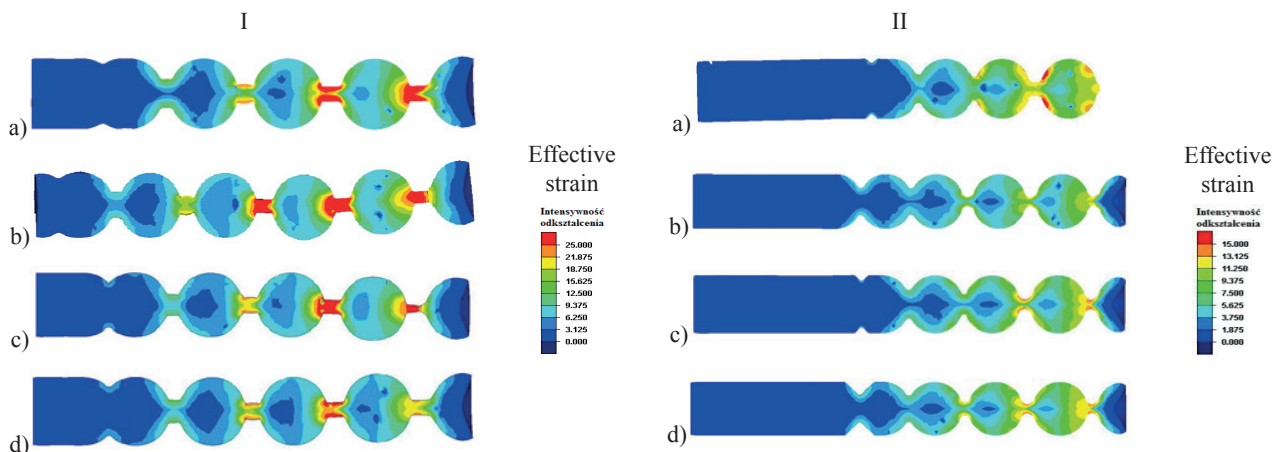 I
II
a)
b)
c)
d)
Effective
strain
Intensywność
odkształcenia
25.000
21.875
18.750
15.625
12.500
9.375
6.250
3.125
0.000
a)
b)
c)
d)
Effective
strain
Intensywność
odkształcenia
15.000
13.125
11.250
9.375
7.500
5.625
3.750
1.875
0.000